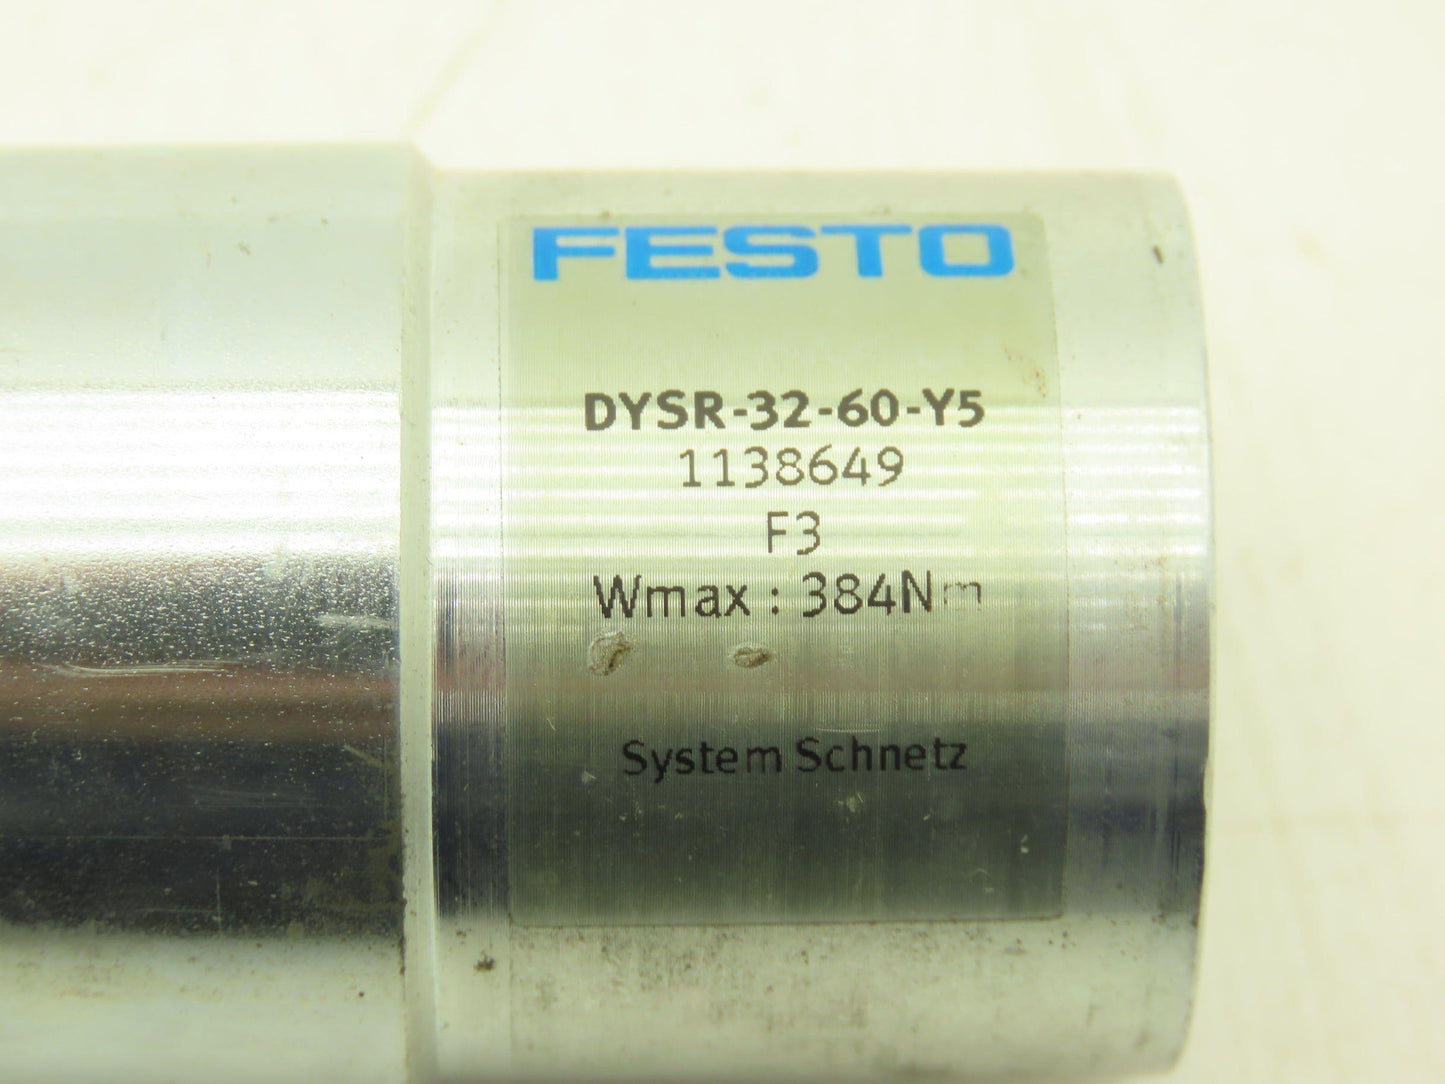 FESTO
DYSR-32-60-Y5
1138649
F3
Wmax : 384Nm
System Schnetz